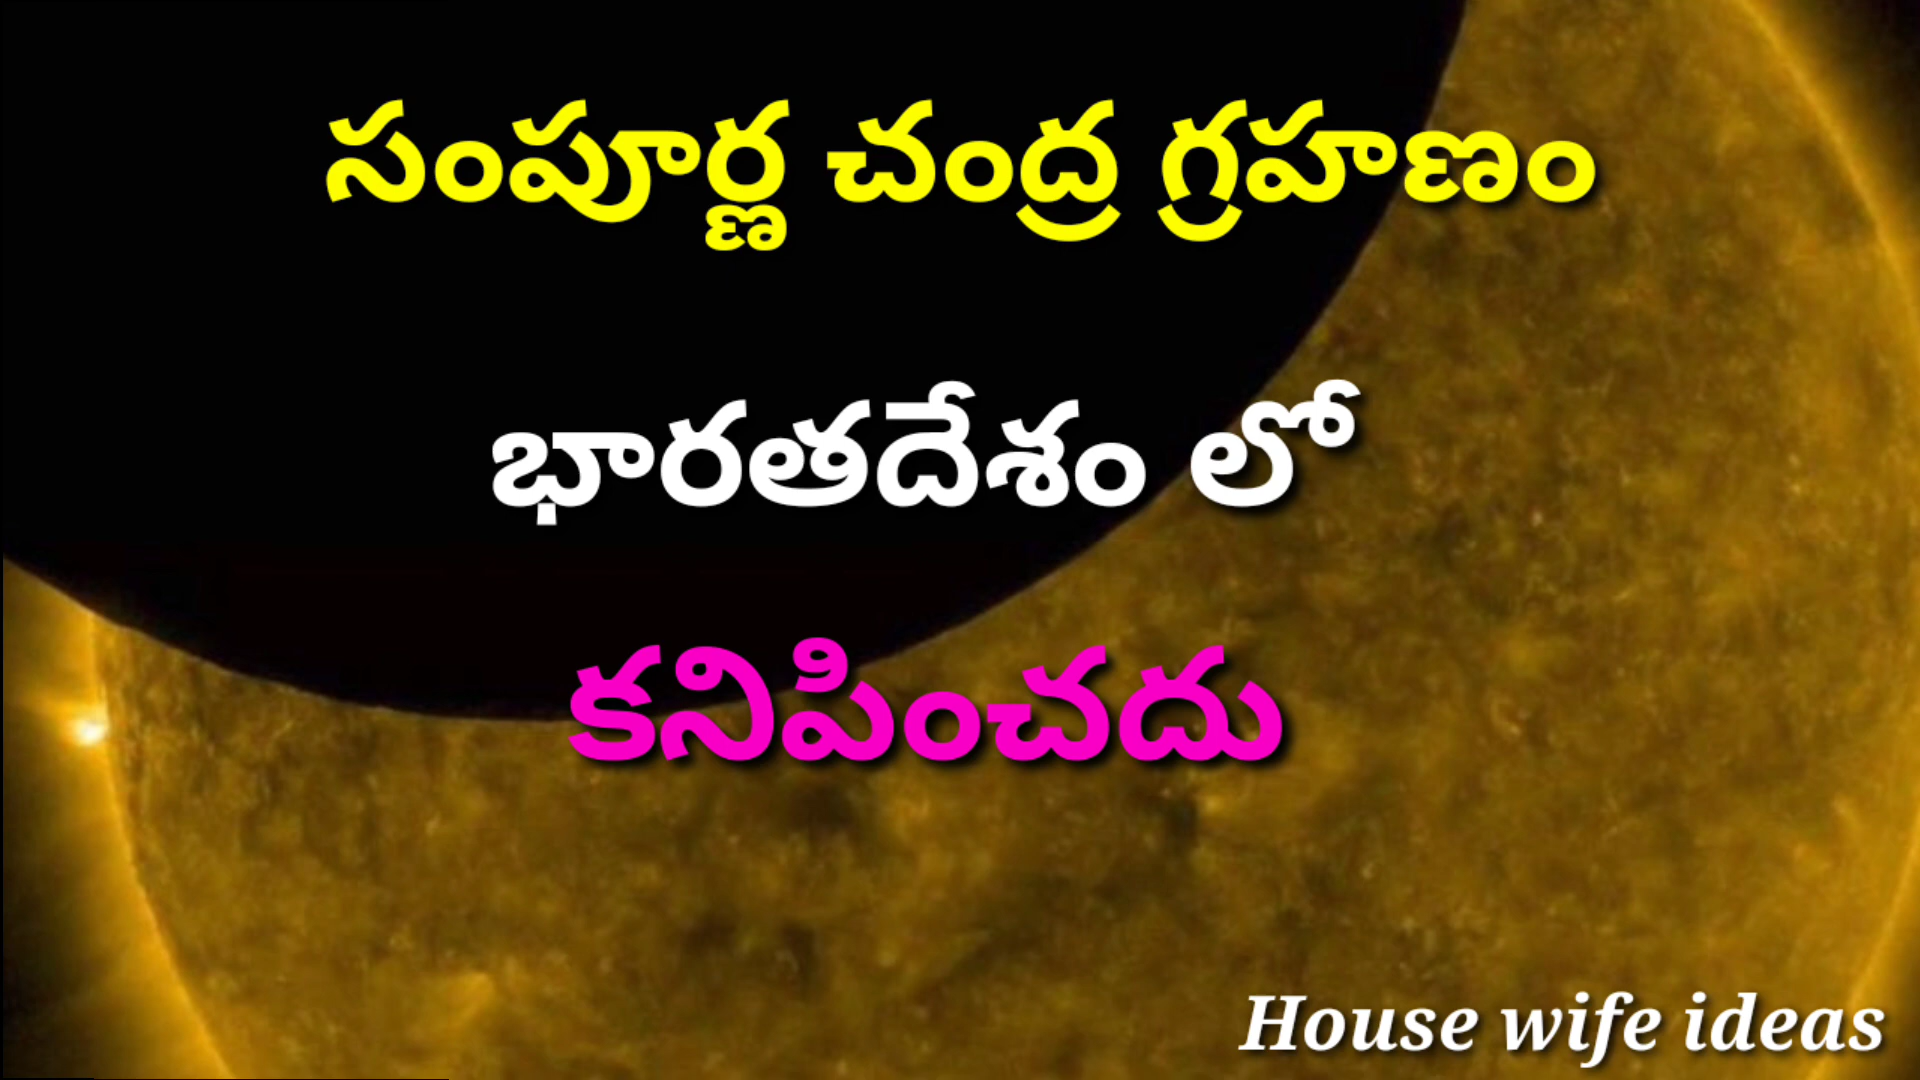 సంపూర్ణ చంద్ర గ్రహణం
భారతదేశం లో
కనిపించదు
House wife ideas